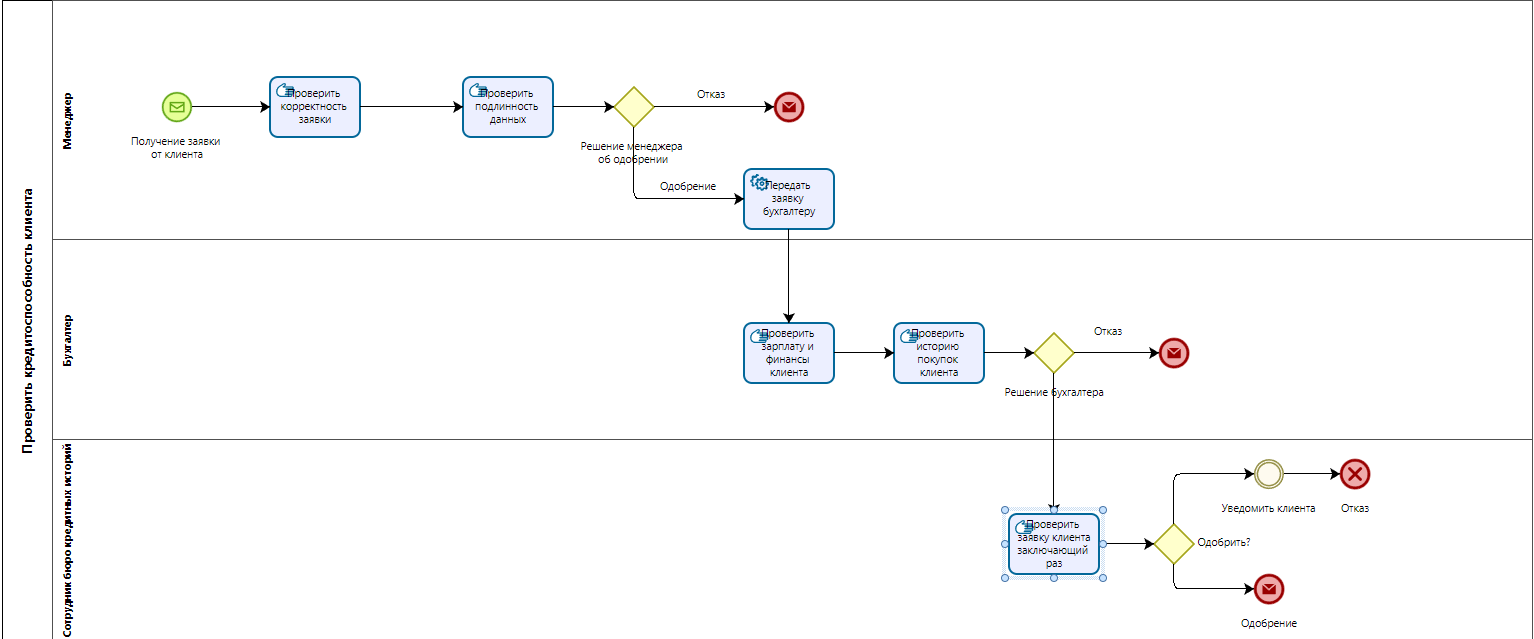 Проверить кредитоспособность клиента
Менеджер
Получение заявки
от клиента
Проверить
корректность
заявки
Проверить
подлинность
данных
Решение менеджера
об одобрении
Отказ
Одобрение
Передать
заявку
бухгалтеру
Бухгалтер
Проверить
зарплату и
финансы
клиента
Проверить
историю
покупок
клиента
Решение бухгалтера
Отказ
Сотрудник бюро кредитных историй
Проверить
заявку клиента
заключающий
раз
Одобрить?
Уведомить клиента
Отказ
Одобрение